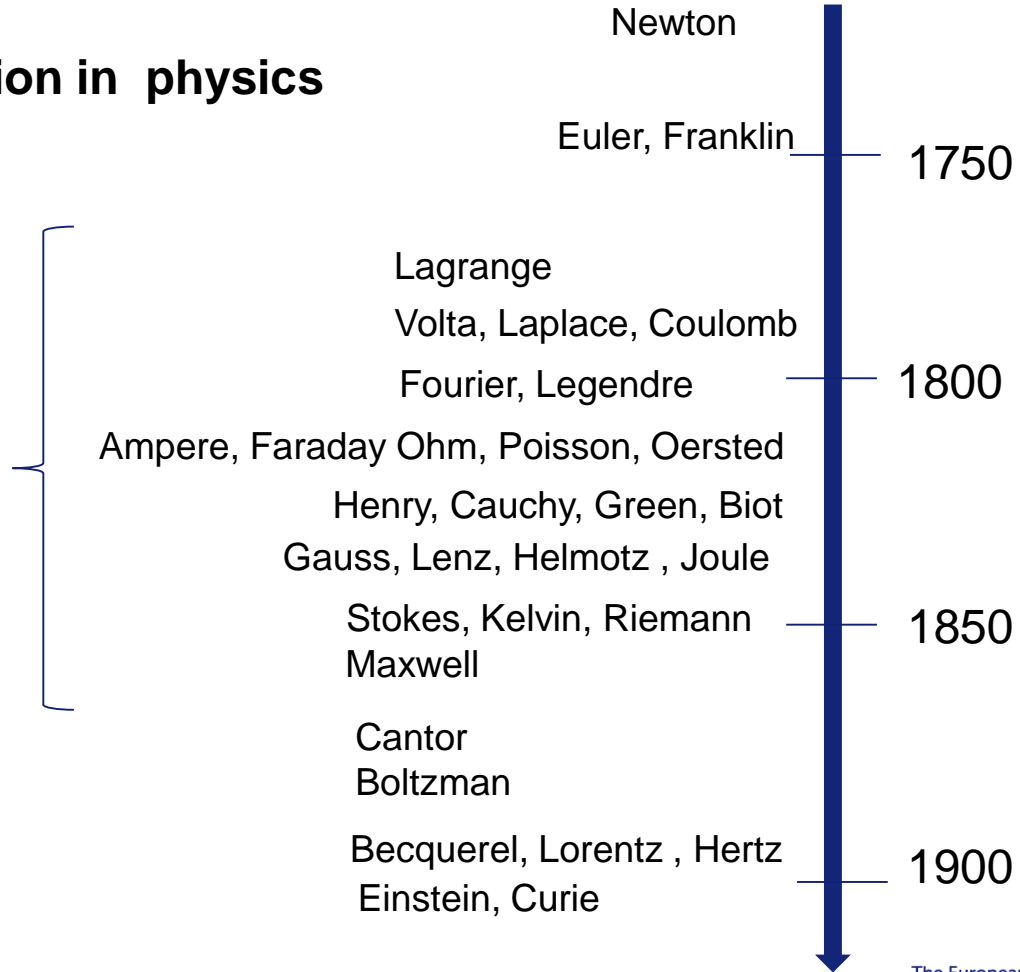 Newton
ion in physics
Euler, Franklin
1750
Lagrange
Volta, Laplace, Coulomb
Fourier, Legendre
1800
Ampere, Faraday Ohm, Poisson, Oersted
Henry, Cauchy, Green, Biot
Gauss, Lenz, Helmotz , Joule
Stokes, Kelvin, Riemann
1850
Maxwell
Cantor
Boltzman
Becquerel, Lorentz , Hertz
1900
Einstein, Curie
The European